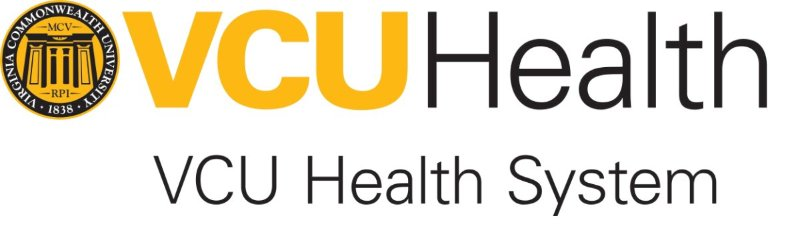 VIRGINIA COMMONWEALTH UNIVERSITY
MCV
RPI
· 1838 ·
VCUHealth
VCU Health System